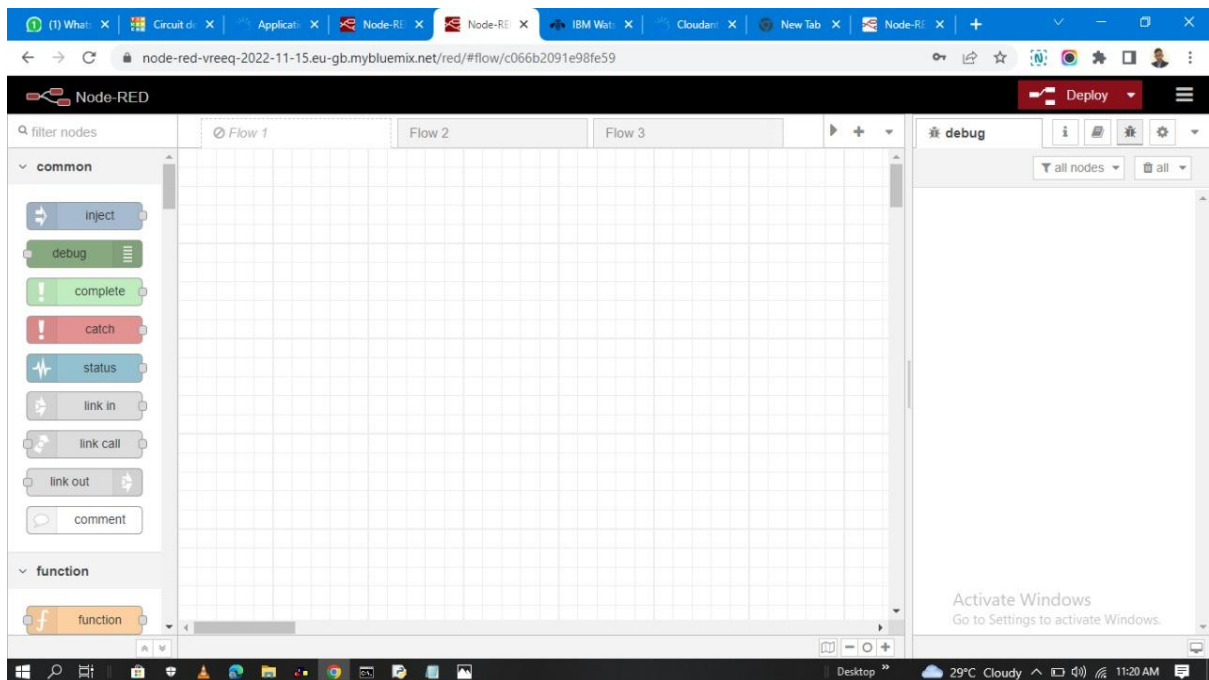 (1) What: Circuit de Applicatio Node-RE Node-RE IBM Wats Cloudant New Tab Node-RE
node-red-vreeq-2022-11-15.eu-gb.mybluemix.net/red/#flow/c066b2091e98fe59
Node-RED Deploy
filter nodes Flow 1 Flow 2 Flow 3 debug
common all nodes all
inject
debug
complete
catch
status
link in
link call
link out
comment
function
function
Activate Windows
Go to Settings to activate Windows.
Desktop 29°C Cloudy 11:20 AM